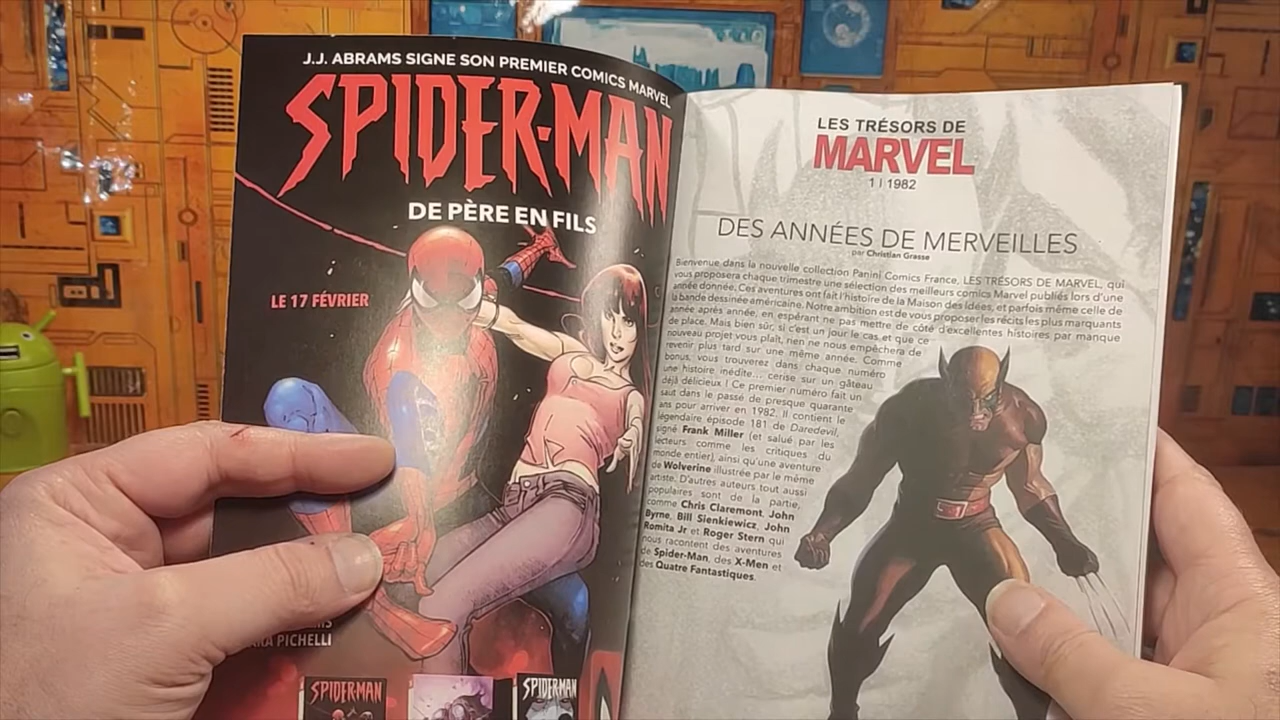 J.J. ABRAMS SIGNE SON PREMIER COMICS MARVEL
SPIDER-MAN
DE PÈRE EN FILS
LE 17 FÉVRIER
PICHELLI
SPIDER-MAN
SPIDER-MAN
LES TRÉSORS DE
MARVEL
1 | 1982
DES ANNÉES DE MERVEILLES
par Christian Grasse
Bienvenue dans la nouvelle collection Panini Comics France, LES TRÉSORS DE MARVEL, qui
vous proposera chaque trimestre une sélection des meilleurs comics Marvel publiés lors d'une
année donnée. Ces aventures ont fait l'histoire de la Maison des Idées, et parfois même celle de
la bande dessinée américaine. Notre ambition est de vous proposer les récits les plus marquants
année après année, en espérant ne pas mettre de côté d'excellentes histoires par manque
de place. Mais bien sûr, si c'est un jour le cas et que ce
nouveau projet vous plaît, rien ne nous empêchera de
revenir plus tard sur une même année. Comme
bonus, vous trouverez dans chaque numéro
une histoire inédite... cerise sur un gâteau
déjà délicieux ! Ce premier numéro fait un
saut dans le passé de presque quarante
ans pour arriver en 1982. Il contient le
légendaire épisode 181 de Daredevil,
signé Frank Miller (et salué par les
lecteurs comme les critiques du
monde entier), ainsi qu'une aventure
de Wolverine illustrée par le même
artiste. D'autres auteurs tout aussi
populaires sont de la partie,
comme Chris Claremont, John
Byrne, Bill Sienkiewicz, John
Romita Jr et Roger Stern qui
nous racontent des aventures
de Spider-Man, des X-Men et
des Quatre Fantastiques.